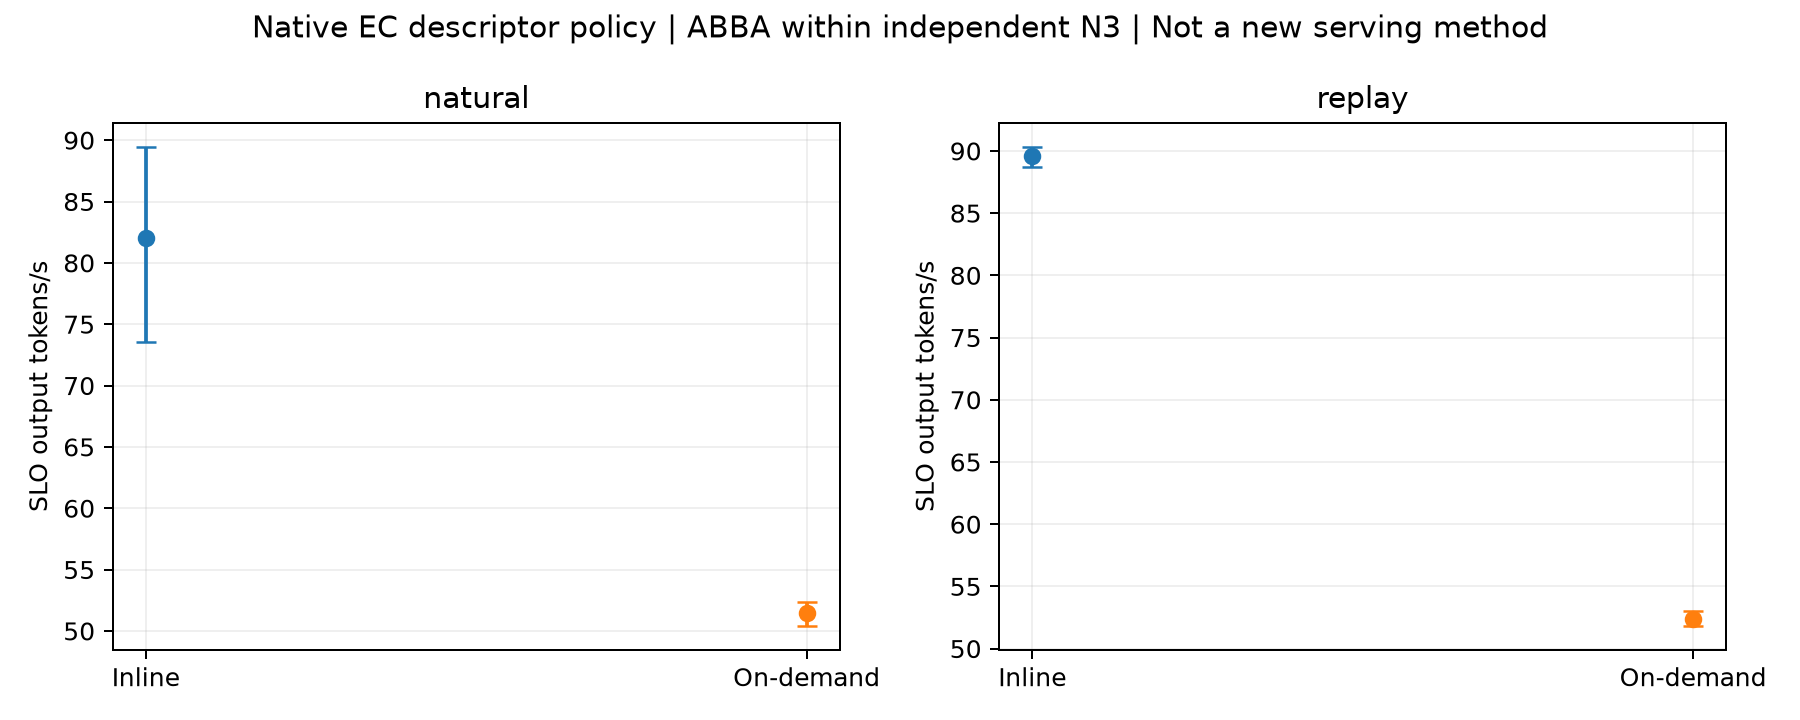 Native EC descriptor policy | ABBA within independent N3 | Not a new serving method
natural
SLO output tokens/s
90
85
80
75
70
65
60
55
50
Inline
On-demand
replay
SLO output tokens/s
90
85
80
75
70
65
60
55
50
Inline
On-demand